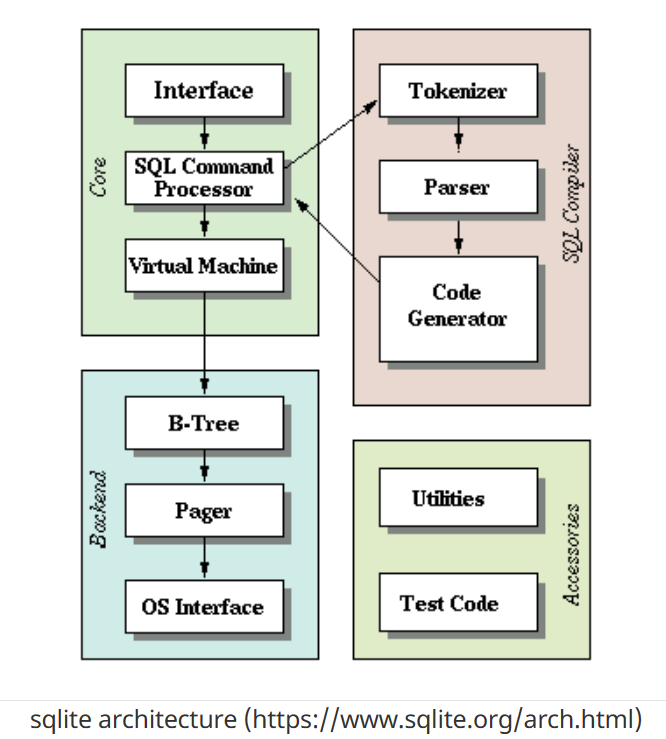 Core
Interface
SQL Command
Processor
Virtual Machine
SQL Compiler
Tokenizer
Parser
Code
Generator
Backend
B-Tree
Pager
OS Interface
Accessories
Utilities
Test Code
sqlite architecture (https://www.sqlite.org/arch.html)